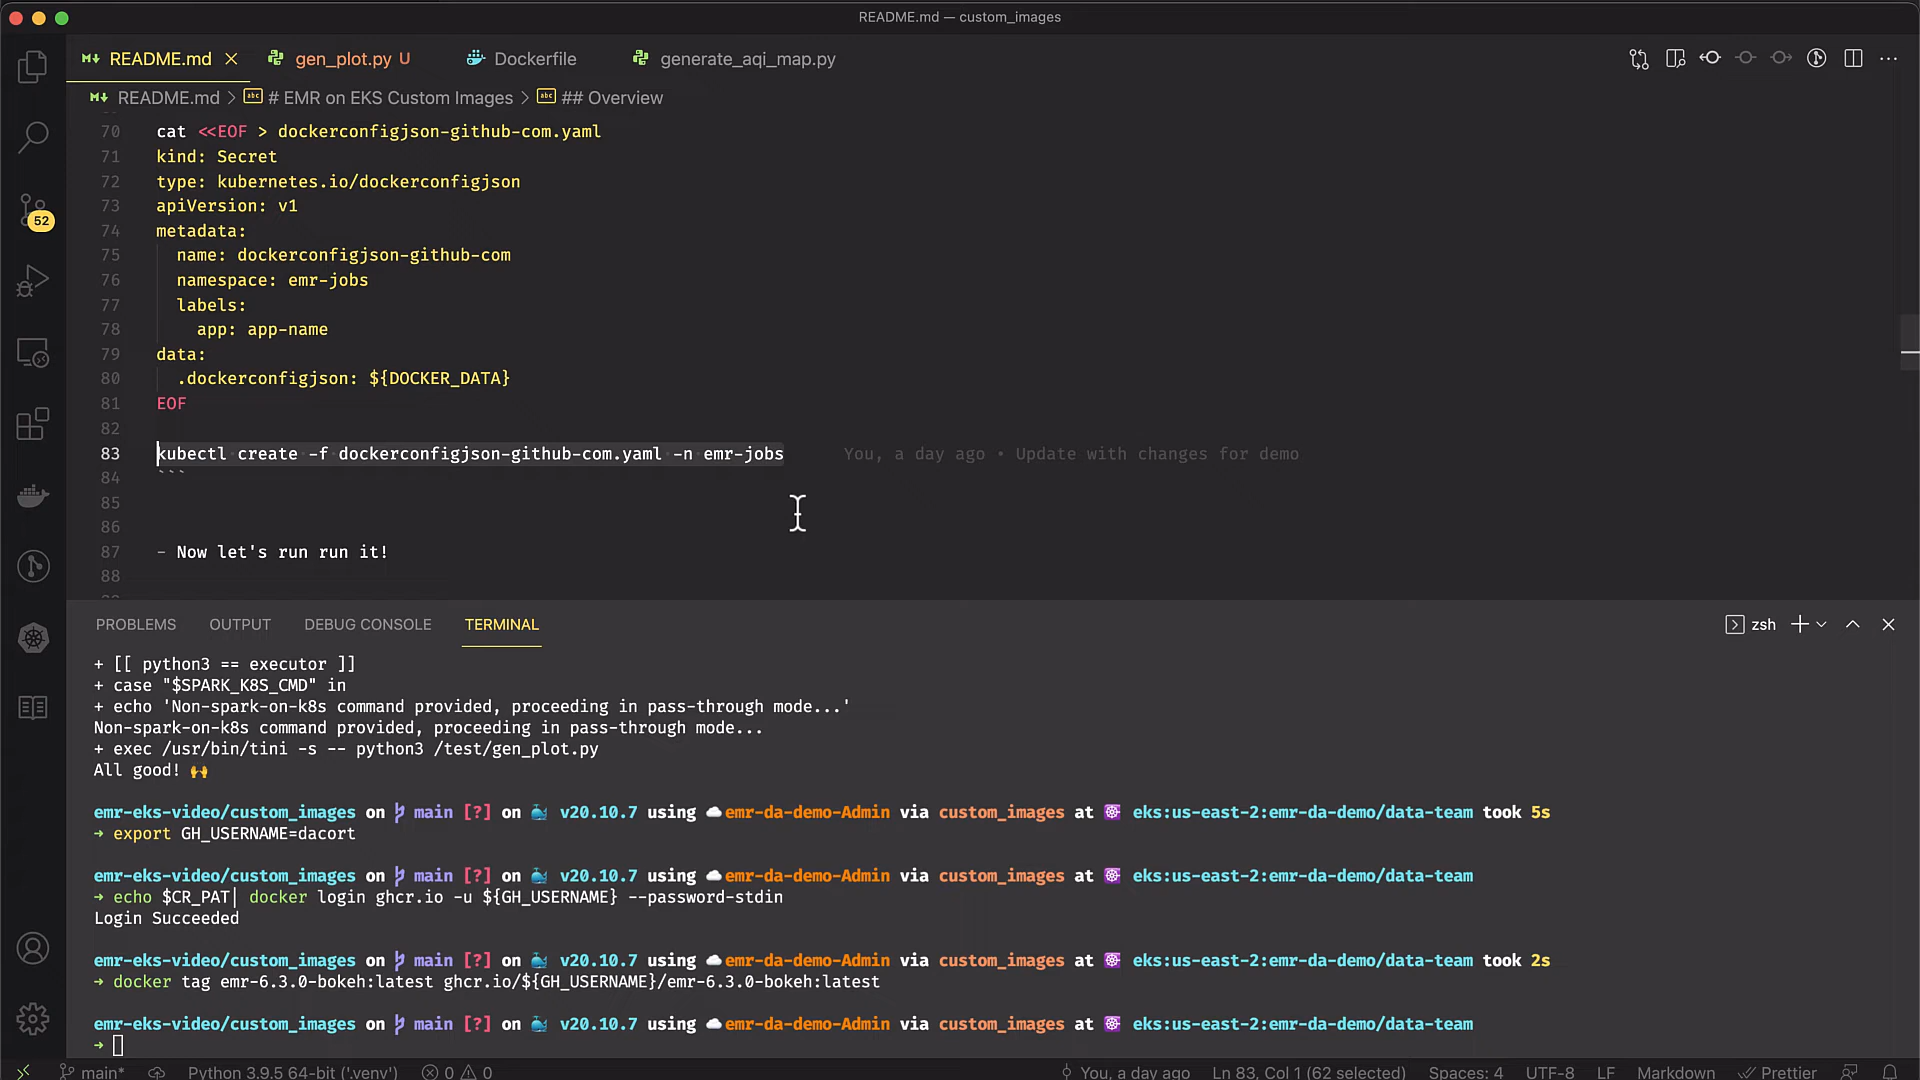 README.md — custom_images
README.md gen_plot.py U Dockerfile generate_aqi_map.py
README.md > # EMR on EKS Custom Images > ## Overview
70 cat <<EOF > dockerconfigjson-github-com.yaml
71 kind: Secret
72 type: kubernetes.io/dockerconfigjson
73 apiVersion: v1
74 metadata:
75 name: dockerconfigjson-github-com
76 namespace: emr-jobs
77 labels:
78 app: app-name
79 data:
80 .dockerconfigjson: ${DOCKER_DATA}
81 EOF
82
83 kubectl create -f dockerconfigjson-github-com.yaml -n emr-jobs You, a day ago • Update with changes for demo
84 ```
85
86
87 - Now let's run run it!
88
52
PROBLEMS OUTPUT DEBUG CONSOLE TERMINAL zsh
+ [[ python3 == executor ]]
+ case "$SPARK_K8S_CMD" in
+ echo 'Non-spark-on-k8s command provided, proceeding in pass-through mode...'
Non-spark-on-k8s command provided, proceeding in pass-through mode...
+ exec /usr/bin/tini -s -- python3 /test/gen_plot.py
All good! 🙌
emr-eks-video/custom_images on main [?] on 🐳 v20.10.7 using ☁️emr-da-demo-Admin via custom_images at ☸ eks:us-east-2:emr-da-demo/data-team took 5s
→ export GH_USERNAME=dacort
emr-eks-video/custom_images on main [?] on 🐳 v20.10.7 using ☁️emr-da-demo-Admin via custom_images at ☸ eks:us-east-2:emr-da-demo/data-team
→ echo $CR_PAT| docker login ghcr.io -u ${GH_USERNAME} --password-stdin
Login Succeeded
emr-eks-video/custom_images on main [?] on 🐳 v20.10.7 using ☁️emr-da-demo-Admin via custom_images at ☸ eks:us-east-2:emr-da-demo/data-team took 2s
→ docker tag emr-6.3.0-bokeh:latest ghcr.io/${GH_USERNAME}/emr-6.3.0-bokeh:latest
emr-eks-video/custom_images on main [?] on 🐳 v20.10.7 using ☁️emr-da-demo-Admin via custom_images at ☸ eks:us-east-2:emr-da-demo/data-team
→
main* Python 3.9.5 64-bit ('.venv') 0 0 You, a day ago Ln 83, Col 1 (62 selected) Spaces: 4 UTF-8 LF Markdown Prettier